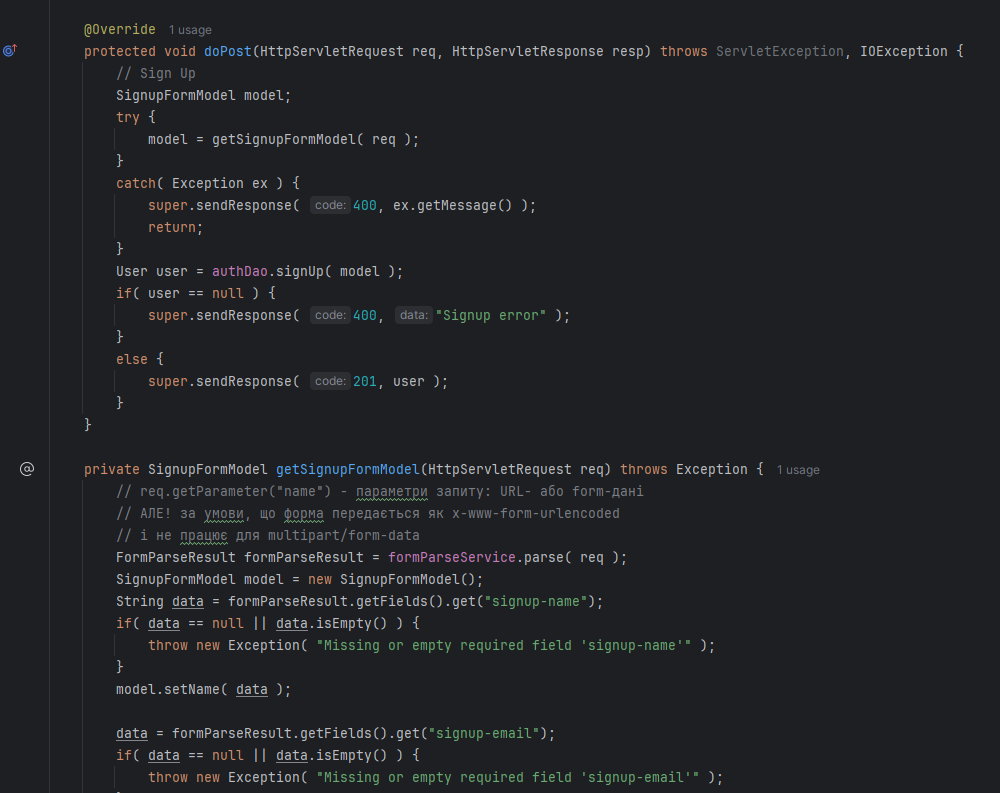 @Override 1 usage
protected void doPost(HttpServletRequest req, HttpServletResponse resp) throws ServletException, IOException {
// Sign Up
SignupFormModel model;
try {
model = getSignupFormModel( req );
}
catch( Exception ex ) {
super.sendResponse( code: 400, ex.getMessage() );
return;
}
User user = authDao.signUp( model );
if( user == null ) {
super.sendResponse( code: 400, data: "Signup error" );
}
else {
super.sendResponse( code: 201, user );
}
}
private SignupFormModel getSignupFormModel(HttpServletRequest req) throws Exception { 1 usage
// req.getParameter("name") - параметри запиту: URL- або form-дані
// АЛЕ! за умови, що форма передається як x-www-form-urlencoded
// і не працює для multipart/form-data
FormParseResult formParseResult = formParseService.parse( req );
SignupFormModel model = new SignupFormModel();
String data = formParseResult.getFields().get("signup-name");
if( data == null || data.isEmpty() ) {
throw new Exception( "Missing or empty required field 'signup-name'" );
}
model.setName( data );
data = formParseResult.getFields().get("signup-email");
if( data == null || data.isEmpty() ) {
throw new Exception( "Missing or empty required field 'signup-email'" );